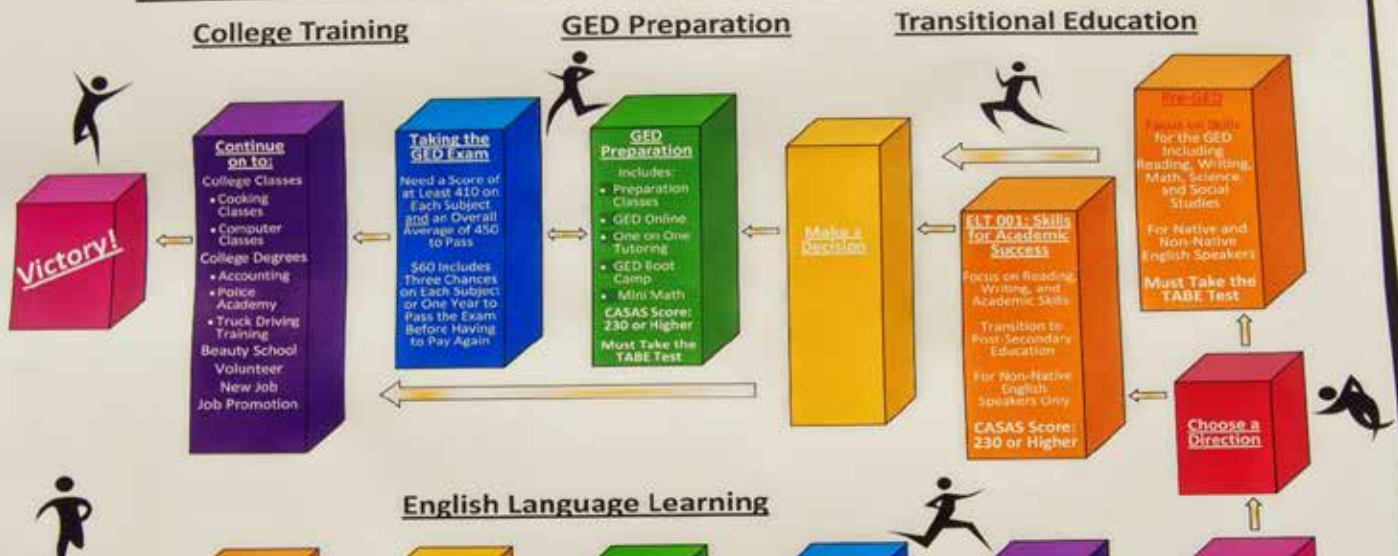 College Training
GED Preparation
Transitional Education
Victory!
Continue
on to:
College Classes
• Cooking
Classes
• Computer
Classes
College Degrees
• Accounting
• Police
Academy
• Truck Driving
Training
Beauty School
Volunteer
New Job
Job Promotion
Taking the
GED Exam
Need a Score of
at Least 410 on
Each Subject
and an Overall
Average of 450
to Pass
$60 Includes
Three Chances
on Each Subject
or One Year to
Pass the Exam
Before Having
to Pay Again
GED
Preparation
Includes:
• Preparation
Classes
• GED Online
• One on One
Tutoring
• GED Boot
Camp
• Mini Math
CASAS Score:
230 or Higher
Must Take the
TABE Test
Make a
Decision
ELT 001: Skills
for Academic
Success
Focus on Reading,
Writing, and
Academic Skills
Transition to
Post-Secondary
Education
For Non-Native
English
Speakers Only
CASAS Score:
230 or Higher
Pre-GED
Focus on Skills
for the GED
Including
Reading, Writing,
Math, Science,
and Social
Studies
For Native and
Non-Native
English Speakers
Must Take the
TABE Test
Choose a
Direction
English Language Learning